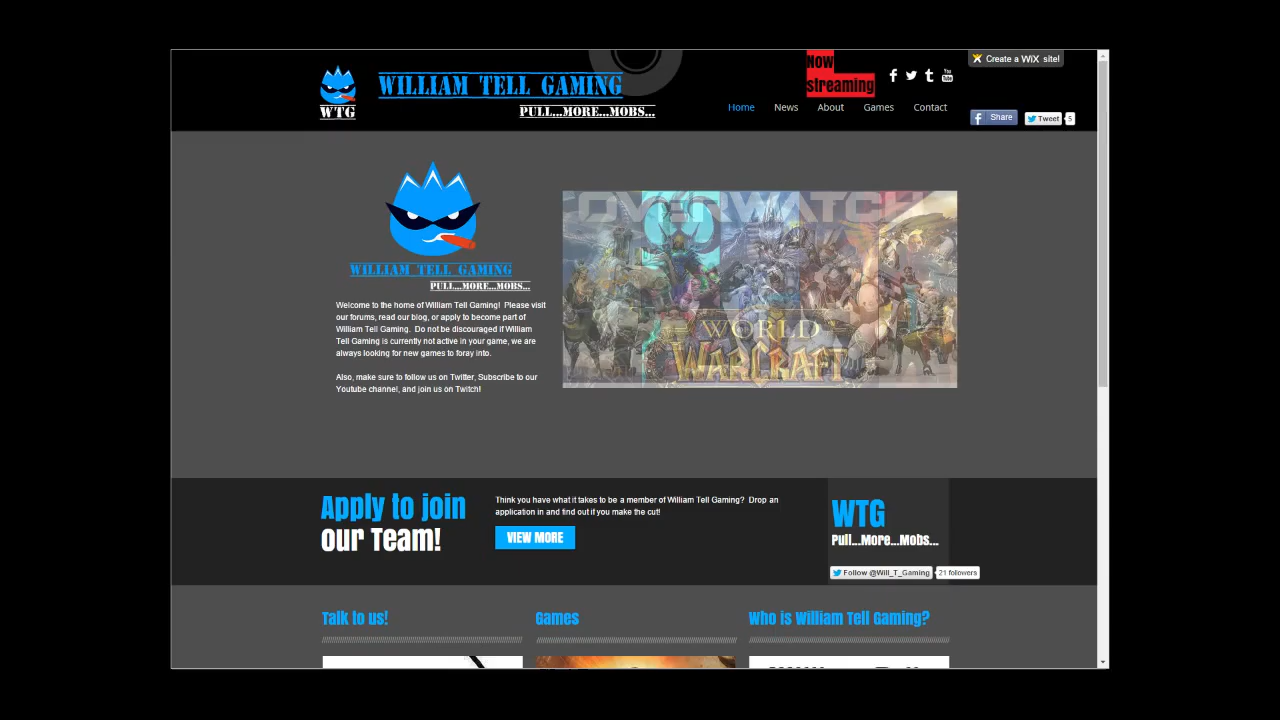 WTG
WILLIAM TELL GAMING
PULL...MORE...MOBS...
Now
streaming
You
Tube
Create a WiX site!
Home
News
About
Games
Contact
Share
Tweet
5
WILLIAM TELL GAMING
PULL...MORE...MOBS...
Welcome to the home of William Tell Gaming! Please visit
our forums, read our blog, or apply to become part of
William Tell Gaming. Do not be discouraged if William
Tell Gaming is currently not active in your game, we are
always looking for new games to foray into.
Also, make sure to follow us on Twitter, Subscribe to our
Youtube channel, and join us on Twitch!
OVERWATCH
WORLD
WARCRAFT
Apply to join
our Team!
Think you have what it takes to be a member of William Tell Gaming? Drop an
application in and find out if you make the cut!
VIEW MORE
WTG
Pull...More...Mobs...
Follow @Will_T_Gaming
21 followers
Talk to us!
Games
Who is William Tell Gaming?